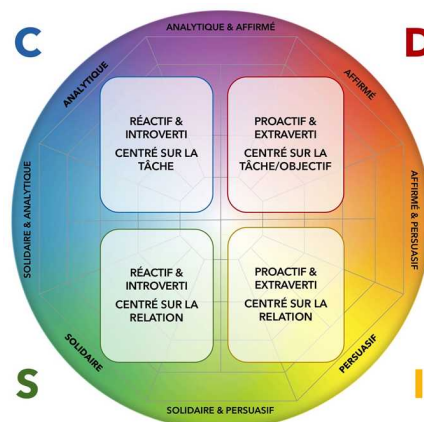 C
D
ANALYTIQUE & AFFIRMÉ
ANALYTIQUE
AFFIRMÉ
RÉACTIF &
INTROVERTI
CENTRÉ SUR LA
TÂCHE
PROACTIF &
EXTRAVERTI
CENTRÉ SUR LA
TÂCHE/OBJECTIF
SOLIDAIRE & ANALYTIQUE
AFFIRMÉ & PERSUASIF
RÉACTIF &
INTROVERTI
CENTRÉ SUR LA
RELATION
PROACTIF &
EXTRAVERTI
CENTRÉ SUR LA
RELATION
SOLIDAIRE
PERSUASIF
S
I
SOLIDAIRE & PERSUASIF